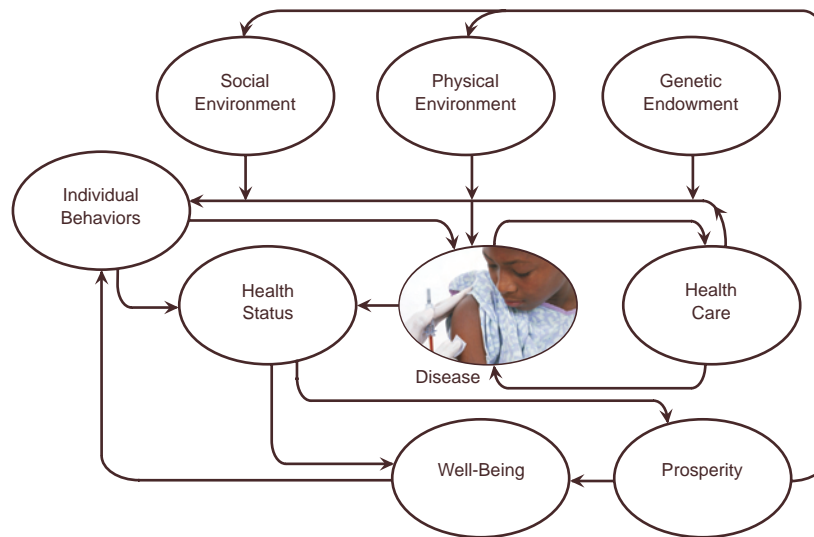 Social
Environment
Physical
Environment
Genetic
Endowment
Individual
Behaviors
Health
Status
Health
Care
Disease
Well-Being
Prosperity